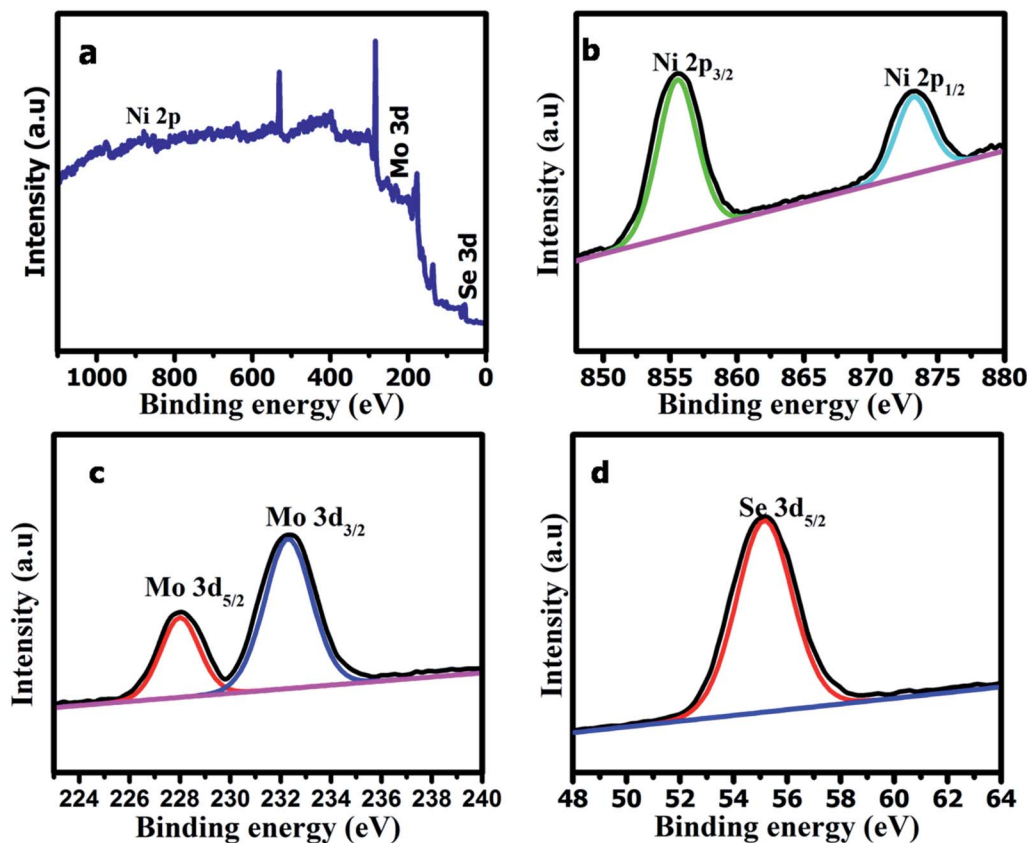 a
Intensity (a.u)
Ni 2p
Mo 3d
Se 3d
1000 800 600 400 200 0
Binding energy (eV)
b
Intensity (a.u)
Ni 2p3/2
Ni 2p1/2
850 855 860 865 870 875 880
Binding energy (eV)
c
Intensity (a.u)
Mo 3d5/2
Mo 3d3/2
224 226 228 230 232 234 236 238 240
Binding energy (eV)
d
Intensity (a.u)
Se 3d5/2
48 50 52 54 56 58 60 62 64
Binding energy (eV)